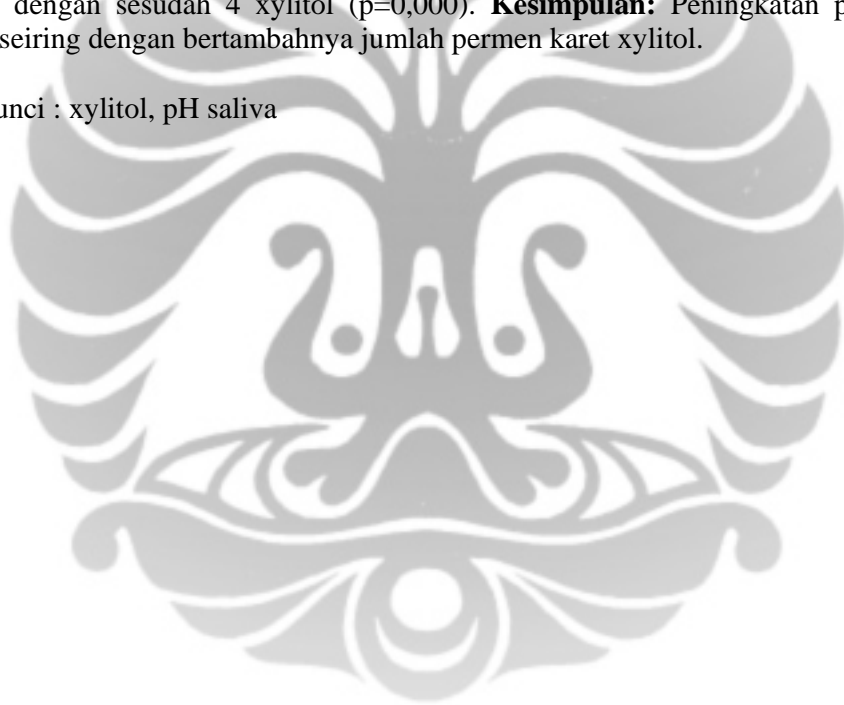 dengan sesudah 4 xylitol (p=0,000). Kesimpulan: Peningkatan p
seiring dengan bertambahnya jumlah permen karet xylitol.
unci : xylitol, pH saliva